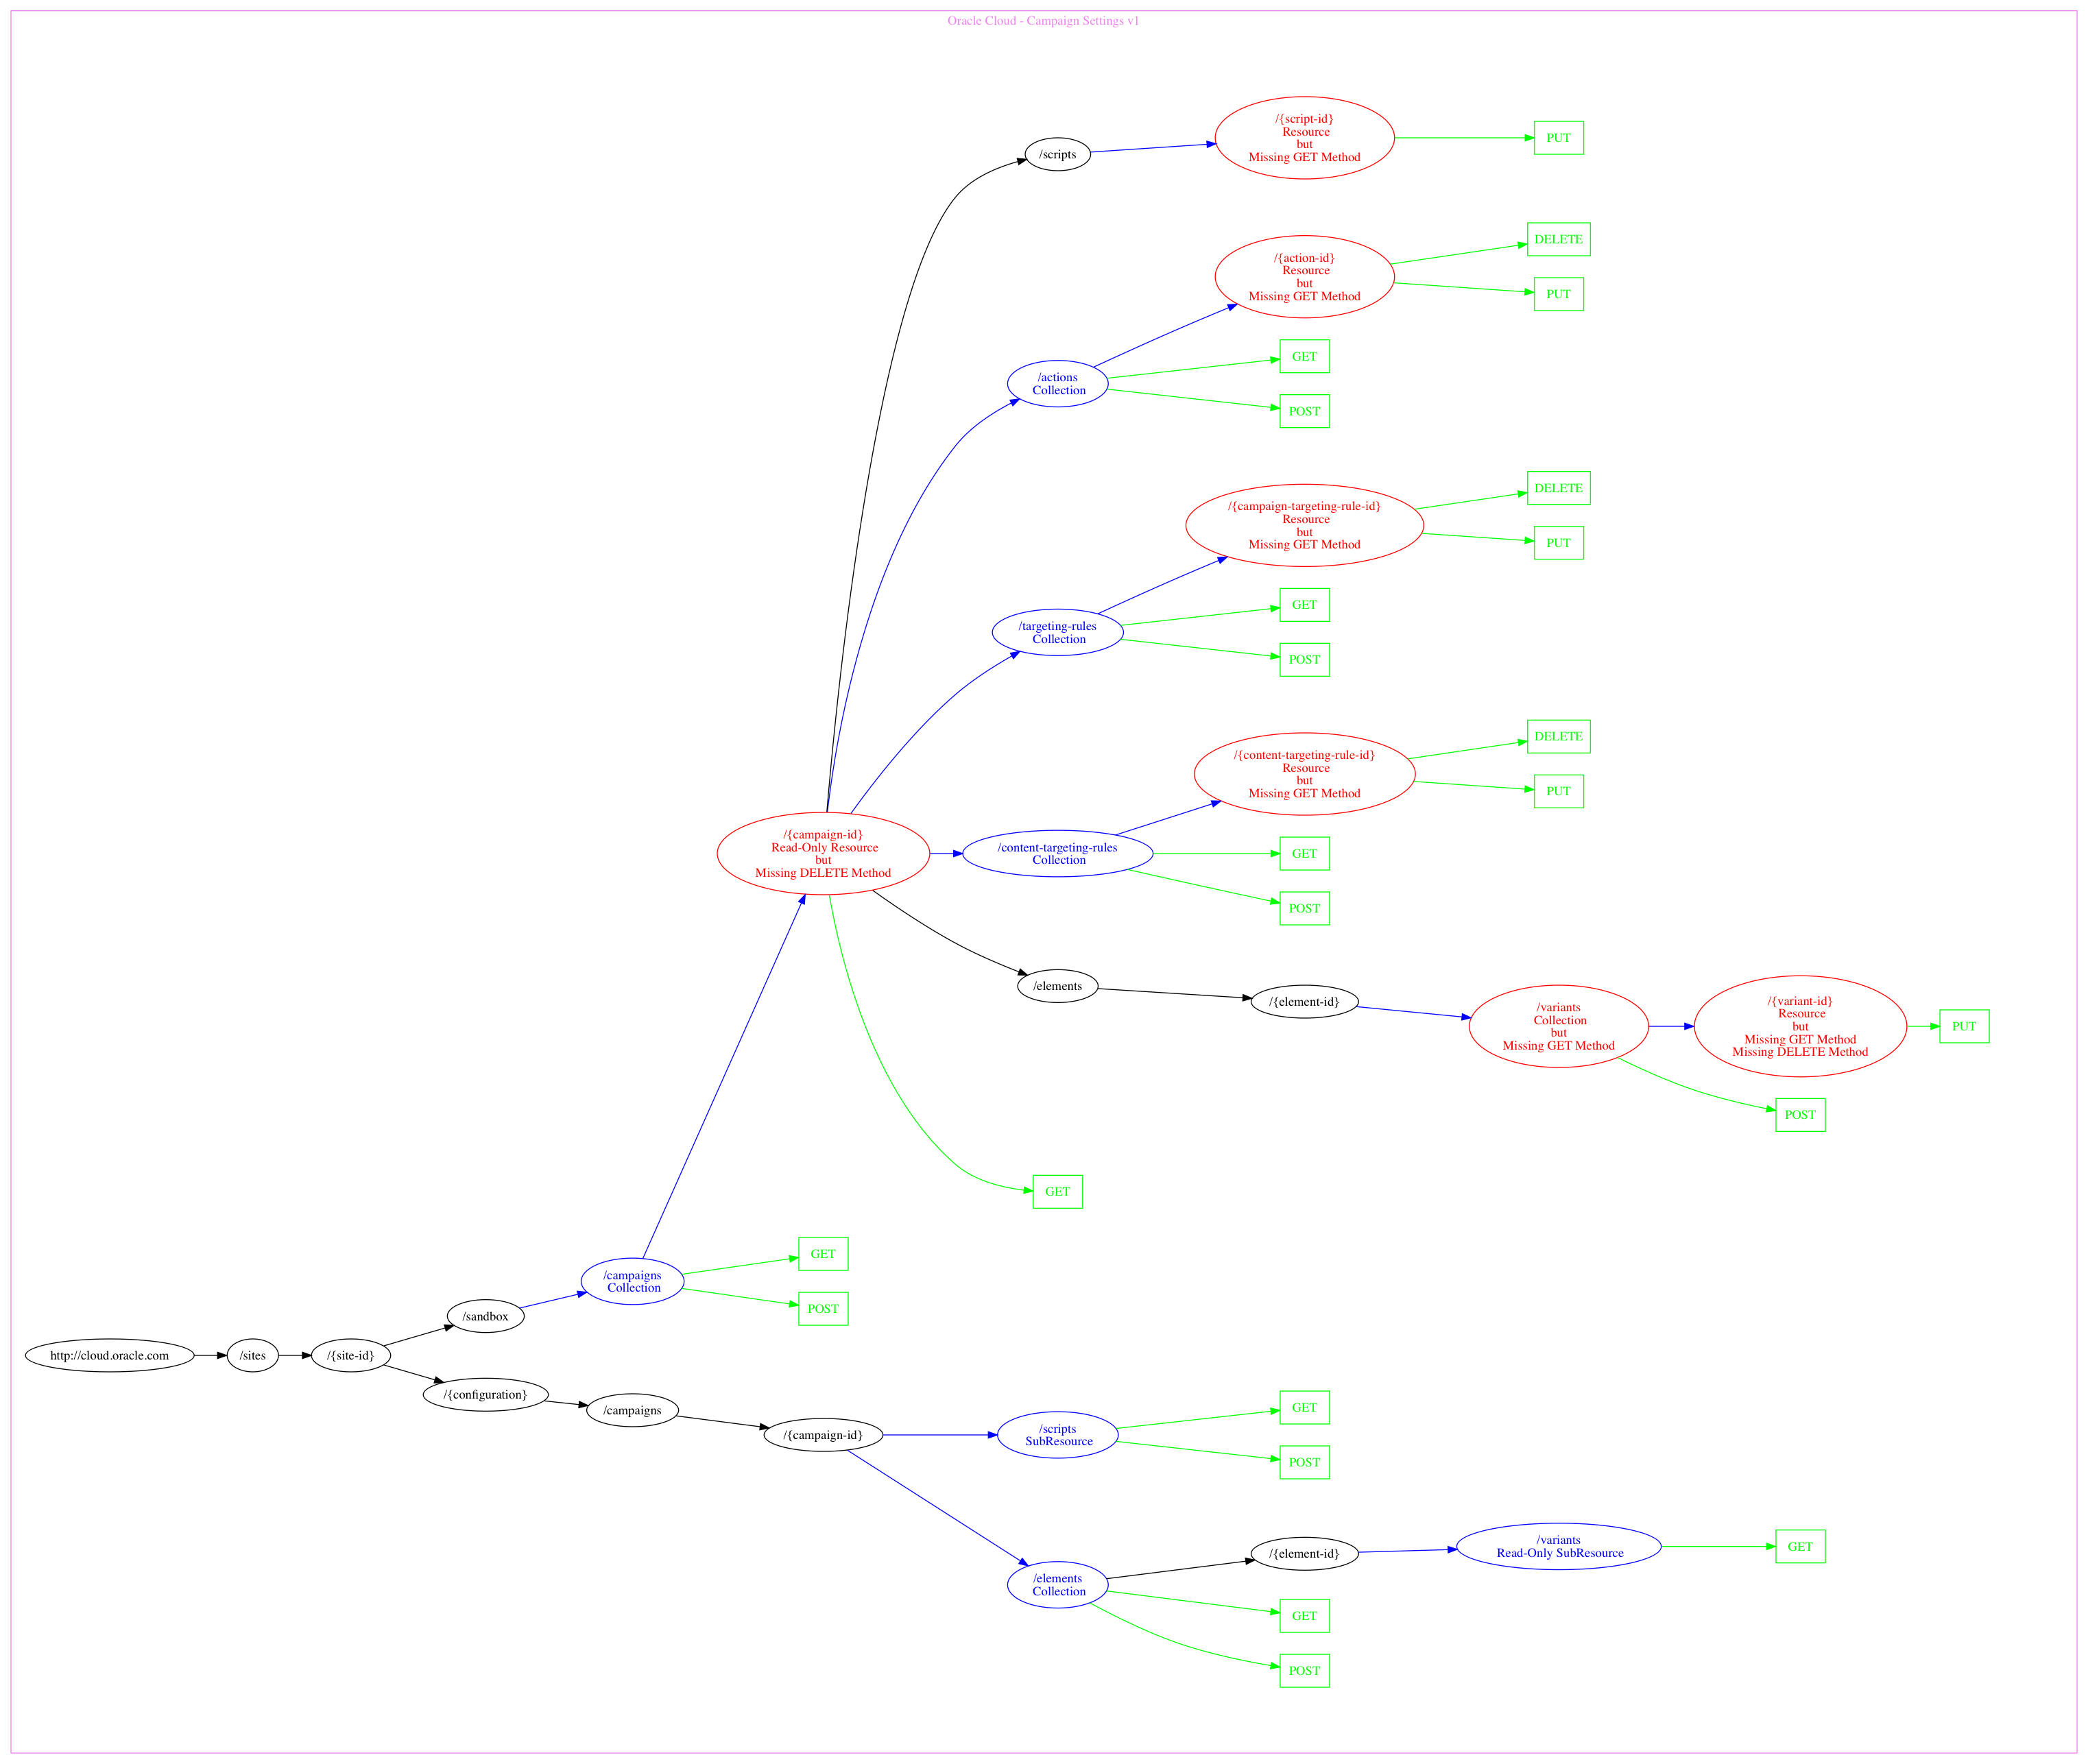 Oracle Cloud - Campaign Settings v1
/{script-id}
Resource
but
Missing GET Method
PUT
/scripts
/{action-id}
Resource
but
Missing GET Method
DELETE
PUT
/actions
Collection
GET
POST
/{campaign-targeting-rule-id}
Resource
but
Missing GET Method
DELETE
PUT
/targeting-rules
Collection
GET
POST
/{content-targeting-rule-id}
Resource
but
Missing GET Method
DELETE
PUT
/{campaign-id}
Read-Only Resource
but
Missing DELETE Method
/content-targeting-rules
Collection
GET
POST
/elements
/{element-id}
/variants
Collection
but
Missing GET Method
/{variant-id}
Resource
but
Missing GET Method
Missing DELETE Method
PUT
POST
GET
/campaigns
Collection
GET
POST
/sandbox
http://cloud.oracle.com
/sites
/{site-id}
/{configuration}
/campaigns
/{campaign-id}
/scripts
SubResource
GET
POST
/elements
Collection
/{element-id}
/variants
Read-Only SubResource
GET
GET
POST